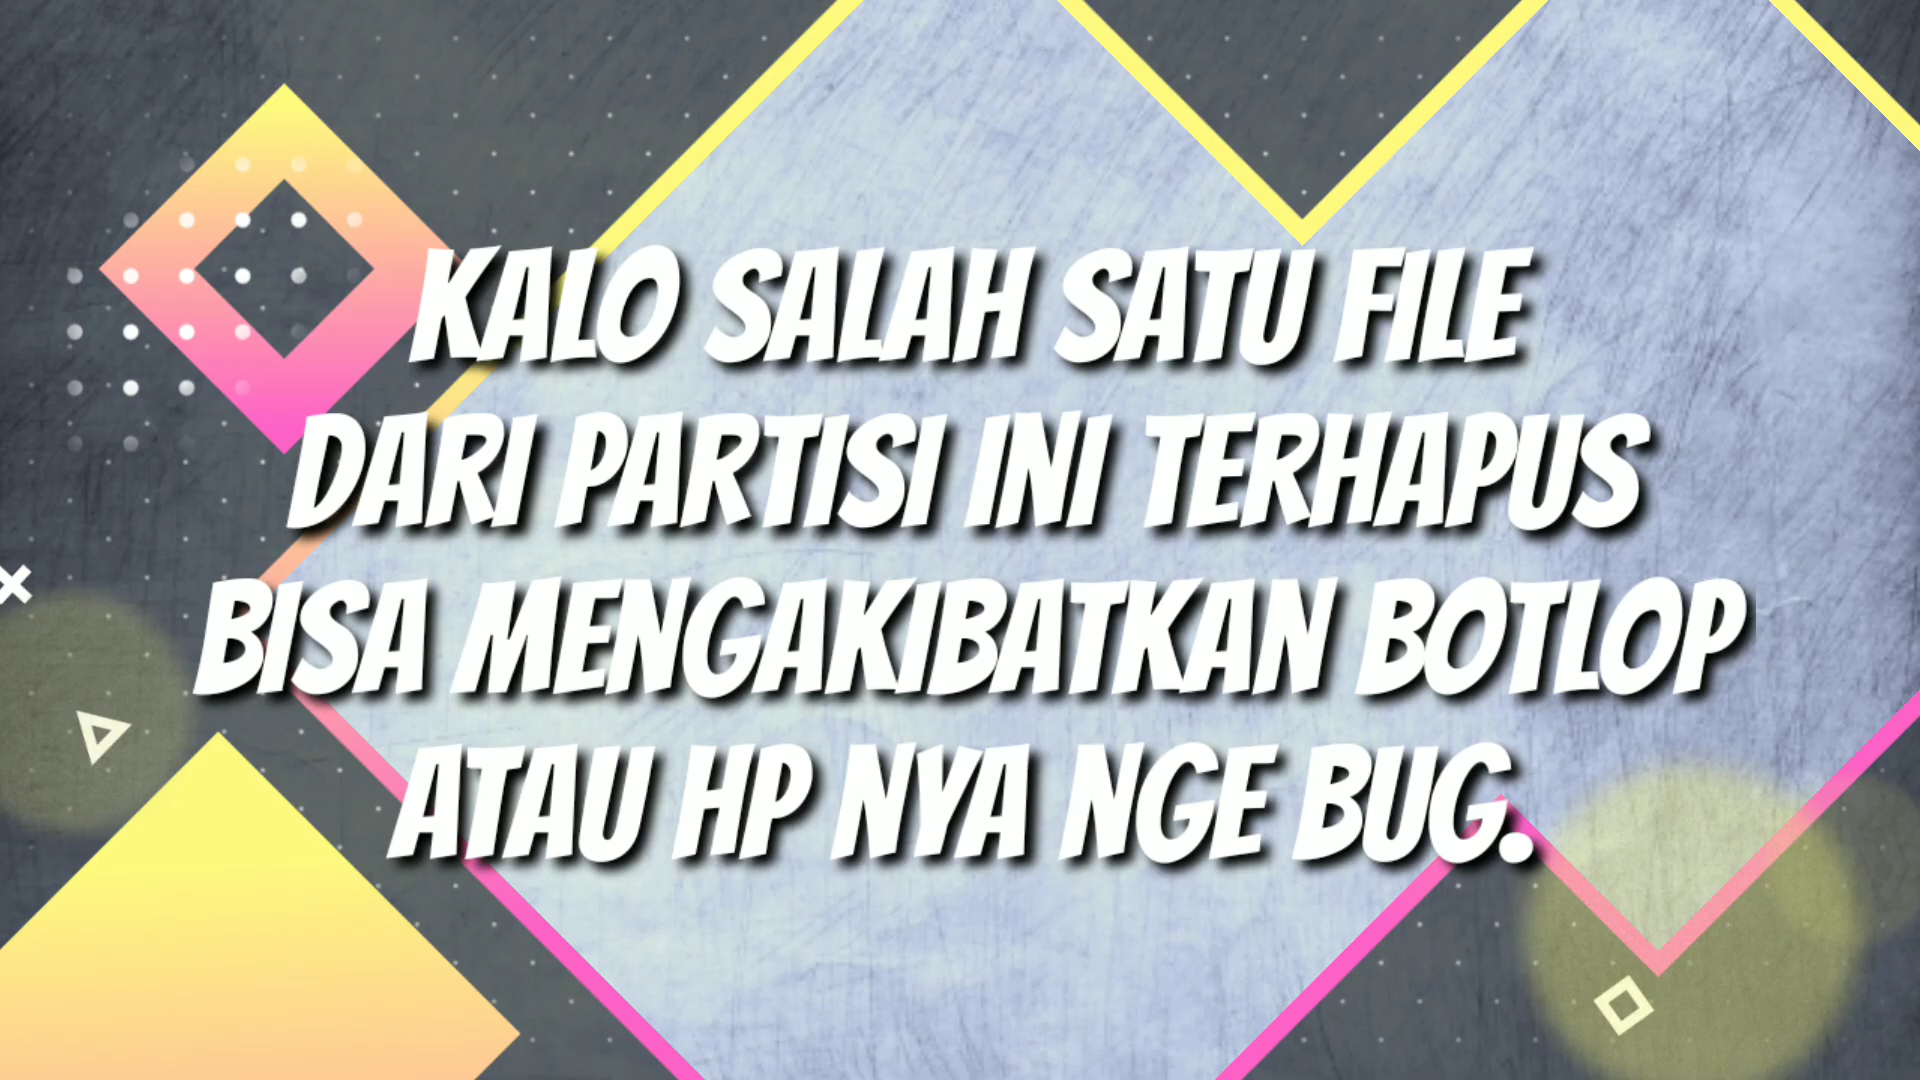 KALO SALAH SATU FILE
DARI PARTISI INI TERHAPUS
BISA MENGAKIBATKAN BOTLOP
ATAU HP NYA NGE BUG.